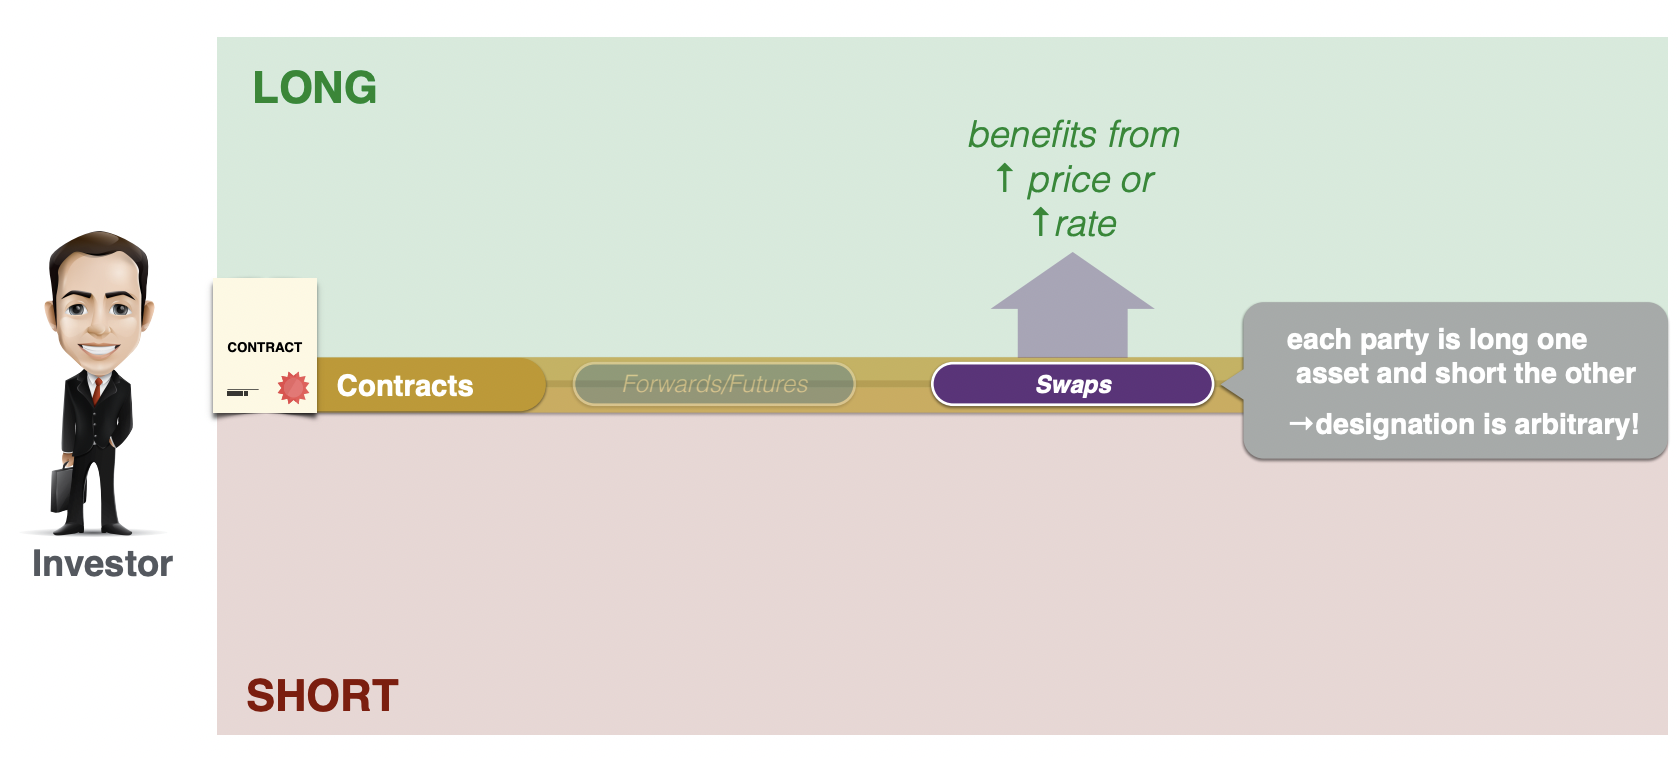 LONG
benefits from
↑ price or
↑rate
CONTRACT
Contracts
Forwards/Futures
Swaps
each party is long one
asset and short the other
→designation is arbitrary!
Investor
SHORT